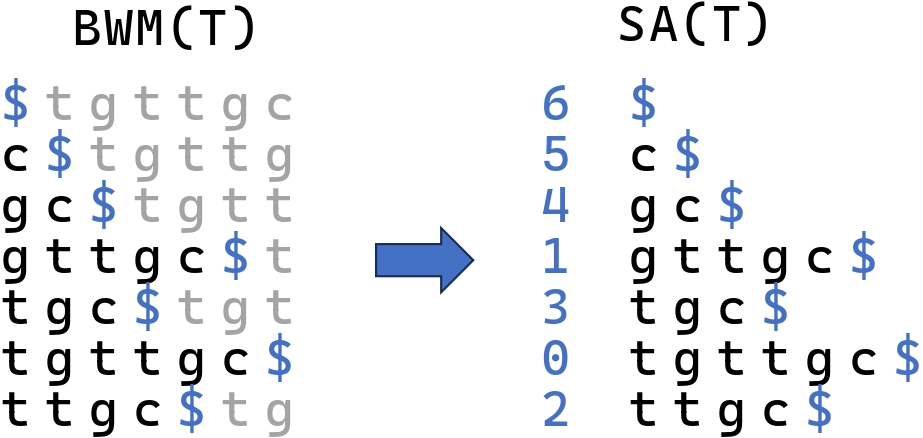 BWM(T) SA(T)
$ t g t t g c 6 $
c $ t g t t g 5 c $
g c $ t g t t 4 g c $
g t t g c $ t 1 g t t g c $
t g c $ t g t 3 t g c $
t g t t g c $ 0 t g t t g c $
t t g c $ t g 2 t t g c $